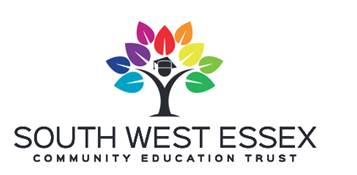 SOUTH WEST ESSEX
COMMUNITY EDUCATION TRUST